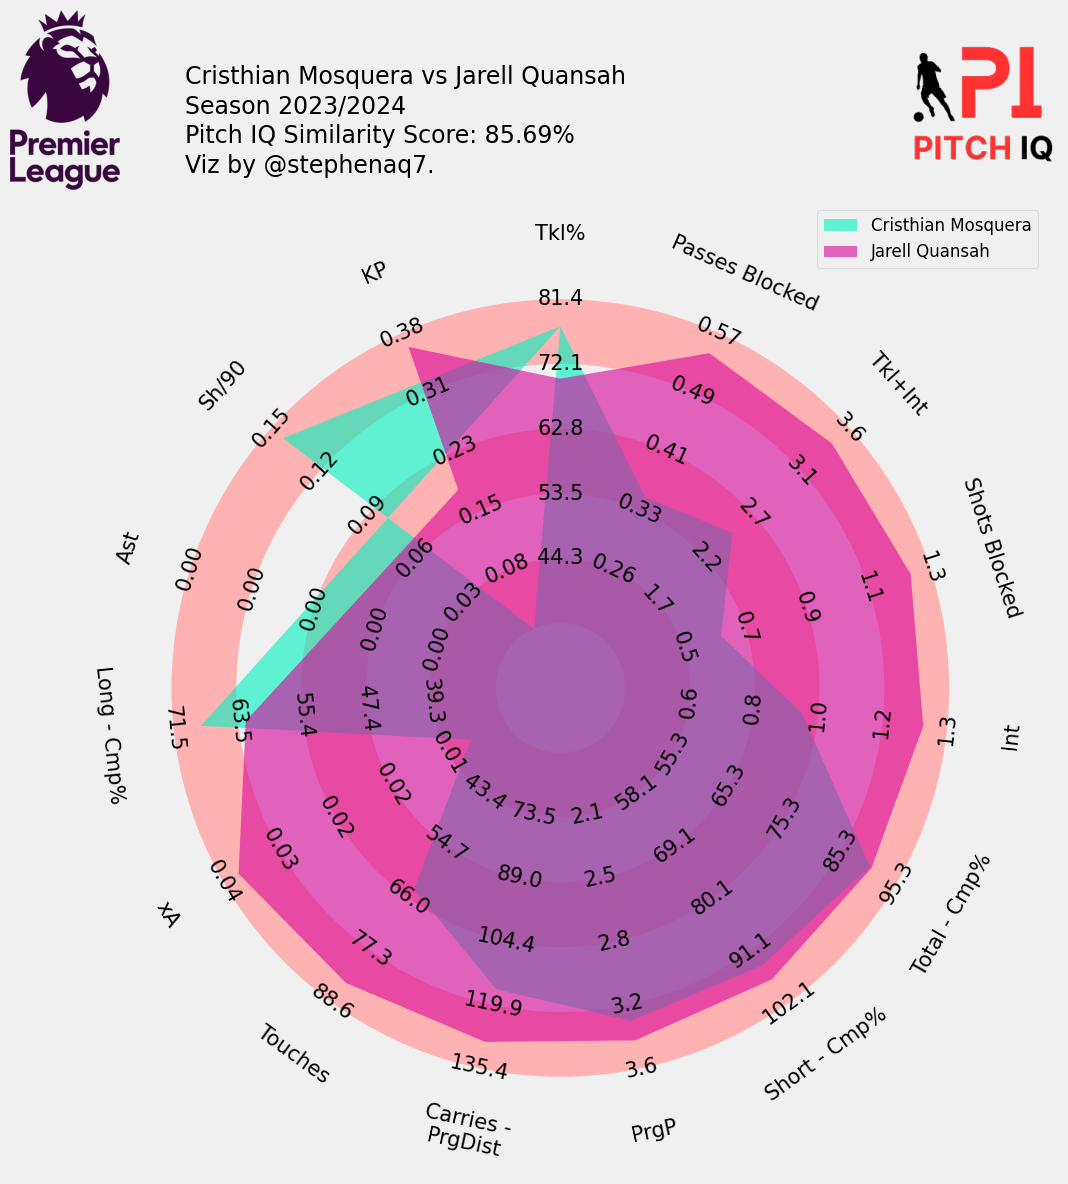 Cristhian Mosquera vs Jarell Quansah
Season 2023/2024
Pitch IQ Similarity Score: 85.69%
Viz by @stephenaq7.
Premier
League
PI
PITCH IQ
Cristhian Mosquera
Jarell Quansah
Tkl%
44.3
53.5
62.8
72.1
81.4
Passes Blocked
0.26
0.33
0.41
0.49
0.57
Tkl+Int
1.7
2.2
2.7
3.1
3.6
Shots Blocked
0.5
0.7
0.9
1.1
1.3
Int
0.6
0.8
1.0
1.2
1.3
Total - Cmp%
55.3
65.3
75.3
85.3
95.3
Short - Cmp%
58.1
69.1
80.1
91.1
102.1
PrgP
2.1
2.5
2.8
3.2
3.6
Carries -
PrgDist
73.5
89.0
104.4
119.9
135.4
Touches
43.4
54.7
66.0
77.3
88.6
xA
0.01
0.02
0.02
0.03
0.04
Long - Cmp%
39.3
47.4
55.4
63.5
71.5
Ast
0.00
0.00
0.00
0.00
0.00
Sh/90
0.03
0.06
0.09
0.12
0.15
KP
0.08
0.15
0.23
0.31
0.38